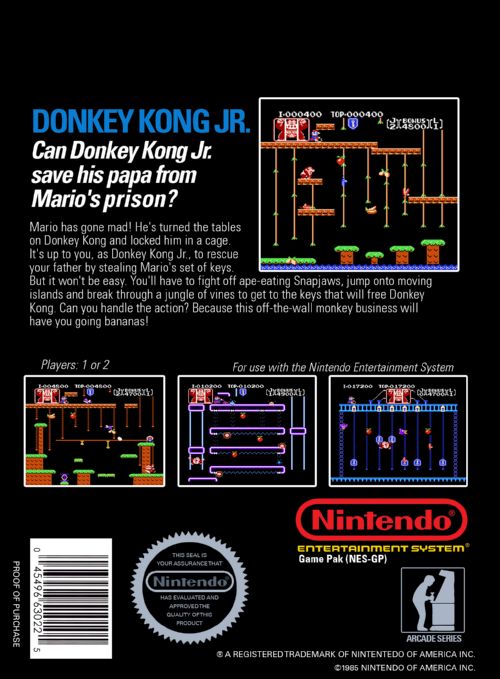 DONKEY KONG JR.
Can Donkey Kong Jr.
save his papa from
Mario's prison?
Mario has gone mad! He's turned the tables
on Donkey Kong and locked him in a cage.
It's up to you, as Donkey Kong Jr., to rescue
your father by stealing Mario's set of keys.
But it won't be easy. You'll have to fight off ape-eating Snapjaws, jump onto moving
islands and break through a jungle of vines to get to the keys that will free Donkey
Kong. Can you handle the action? Because this off-the-wall monkey business will
have you going bananas!
I-000400 TOP-000400
Players: 1 or 2
For use with the Nintendo Entertainment System
I-004500 TOP-004500
I-010200 TOP-010200
I-017200 TOP-017200
Nintendo®
ENTERTAINMENT SYSTEM®
Game Pak (NES-GP)
PROOF OF PURCHASE
0 45496 63022 5
THIS SEAL IS
YOUR ASSURANCE THAT
Nintendo®
HAS EVALUATED AND
APPROVED THE
QUALITY OF THIS
PRODUCT
ARCADE SERIES
® A REGISTERED TRADEMARK OF NINTENTEDO OF AMERICA INC.
©1985 NINTENDO OF AMERICA INC.